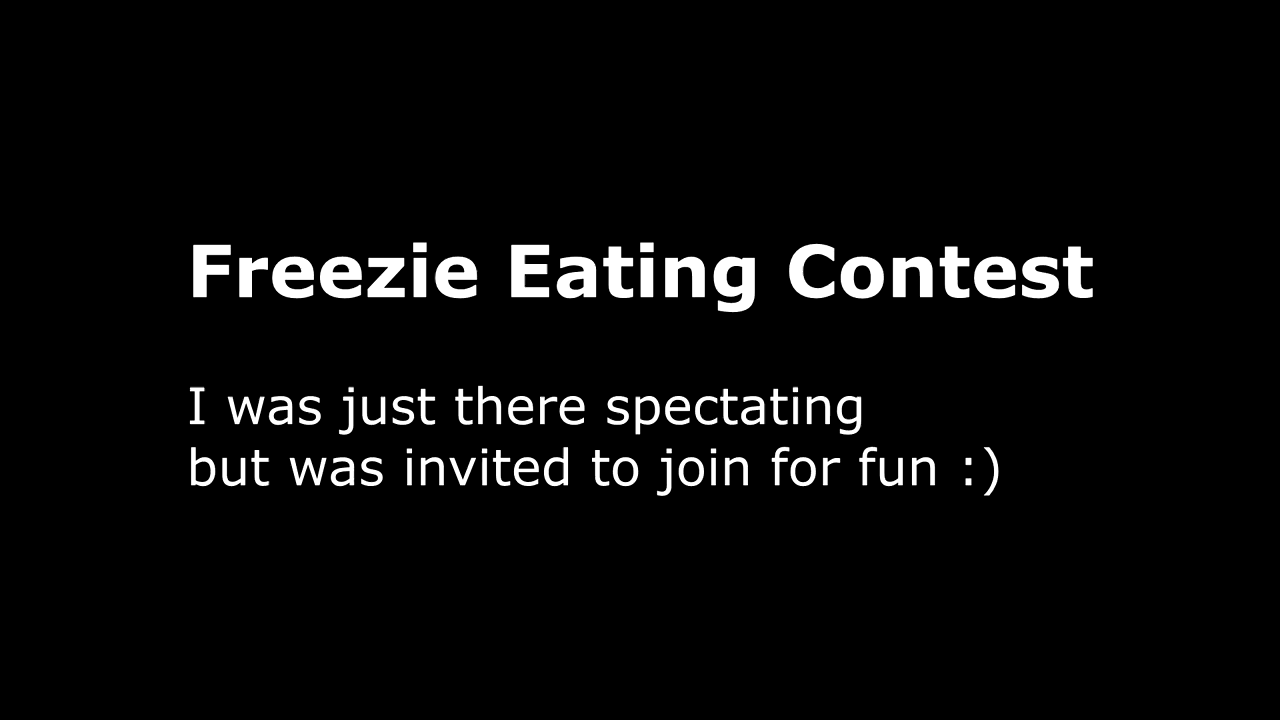 Freezie Eating Contest
I was just there spectating
but was invited to join for fun :)